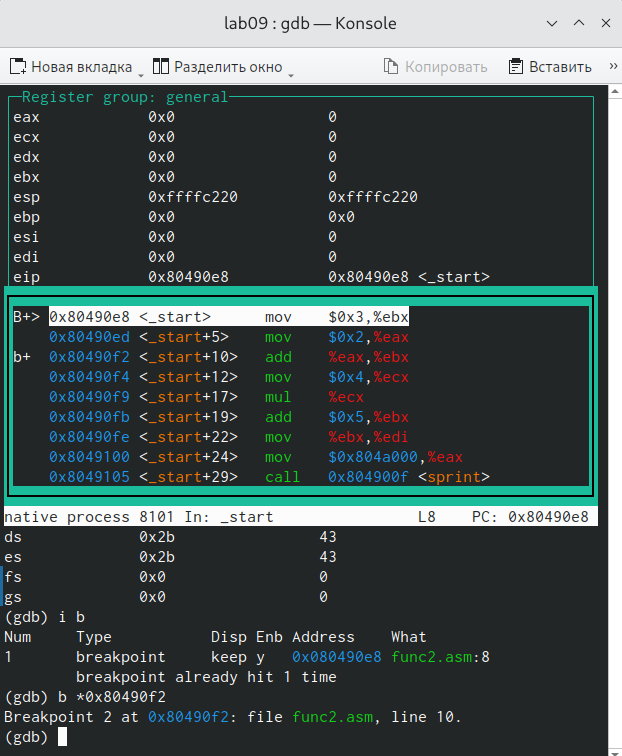 lab09 : gdb — Konsole
Новая вкладка Разделить окно Копировать Вставить »
Register group: general
eax 0x0 0
ecx 0x0 0
edx 0x0 0
ebx 0x0 0
esp 0xffffc220 0xffffc220
ebp 0x0 0x0
esi 0x0 0
edi 0x0 0
eip 0x80490e8 0x80490e8 <_start>
B+> 0x80490e8 <_start> mov $0x3,%ebx
0x80490ed <_start+5> mov $0x2,%eax
b+ 0x80490f2 <_start+10> add %eax,%ebx
0x80490f4 <_start+12> mov $0x4,%ecx
0x80490f9 <_start+17> mul %ecx
0x80490fb <_start+19> add $0x5,%ebx
0x80490fe <_start+22> mov %ebx,%edi
0x8049100 <_start+24> mov $0x804a000,%eax
0x8049105 <_start+29> call 0x804900f <sprint>
native process 8101 In: _start L8 PC: 0x80490e8
ds 0x2b 43
es 0x2b 43
fs 0x0 0
gs 0x0 0
(gdb) i b
Num Type Disp Enb Address What
1 breakpoint keep y 0x080490e8 func2.asm:8
breakpoint already hit 1 time
(gdb) b *0x80490f2
Breakpoint 2 at 0x80490f2: file func2.asm, line 10.
(gdb)